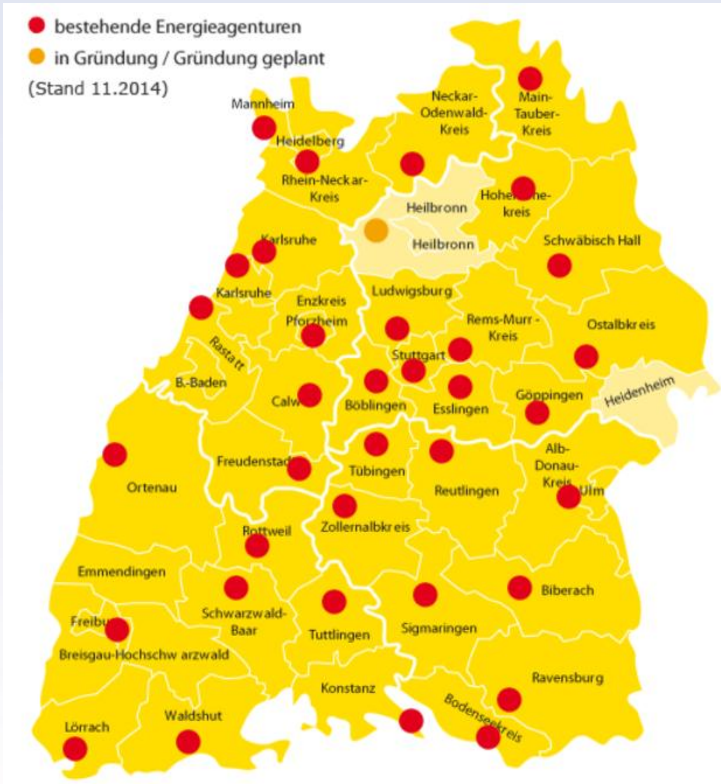 bestehende Energieagenturen
in Gründung / Gründung geplant
(Stand 11.2014)
Mannheim
Neckar-
Odenwald-
Kreis
Main-
Tauber-
Kreis
Heidelberg
Rhein-Neckar-
Kreis
Heilbronn
Heilbronn
kreis
Karlsruhe
Schwäbisch Hall
Karlsruhe
Enzkreis
Pforzheim
Ludwigsburg
Rems-Murr-
Kreis
Ostalbkreis
Rastatt
Stuttgart
B.-Baden
Calw
Böblingen
Esslingen
Göppingen
Heidenheim
Freudenstad
Tübingen
Reutlingen
Alb-
Donau-
Kreis
Ulm
Ortenau
Zollernalbkreis
Rottweil
Emmendingen
Schwarzwald-
Baar
Tuttlingen
Sigmaringen
Biberach
Freibu
Breisgau-Hochschwarzwald
Konstanz
Ravensburg
Bodenseekreis
Lörrach
Waldshut